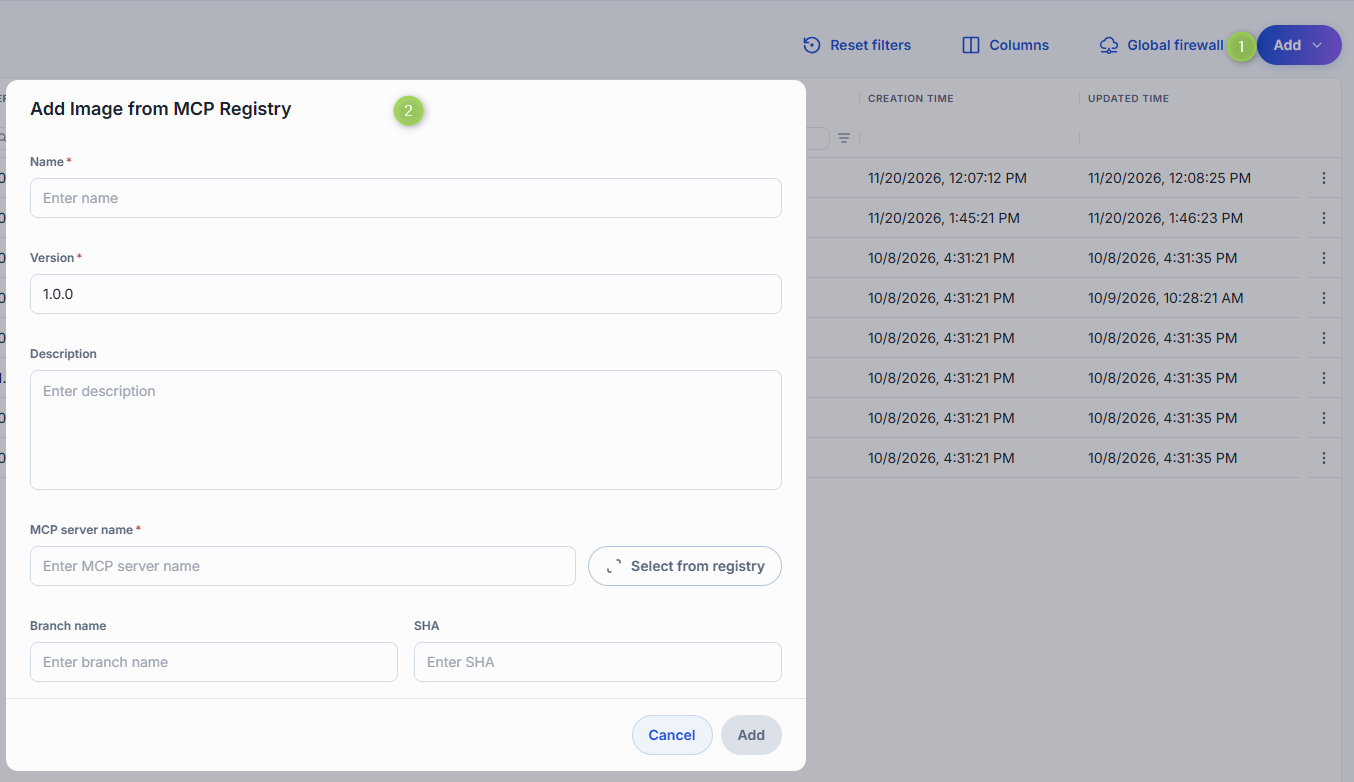 Reset filters Columns Global firewall 1 Add
Add Image from MCP Registry 2
CREATION TIME UPDATED TIME
Name *
Enter name
11/20/2026, 12:07:12 PM 11/20/2026, 12:08:25 PM
11/20/2026, 1:45:21 PM 11/20/2026, 1:46:23 PM
Version *
1.0.0
10/8/2026, 4:31:21 PM 10/8/2026, 4:31:35 PM
10/8/2026, 4:31:21 PM 10/9/2026, 10:28:21 AM
10/8/2026, 4:31:21 PM 10/8/2026, 4:31:35 PM
Description
Enter description
10/8/2026, 4:31:21 PM 10/8/2026, 4:31:35 PM
10/8/2026, 4:31:21 PM 10/8/2026, 4:31:35 PM
10/8/2026, 4:31:21 PM 10/8/2026, 4:31:35 PM
MCP server name *
Enter MCP server name Select from registry
Branch name SHA
Enter branch name Enter SHA
Cancel Add